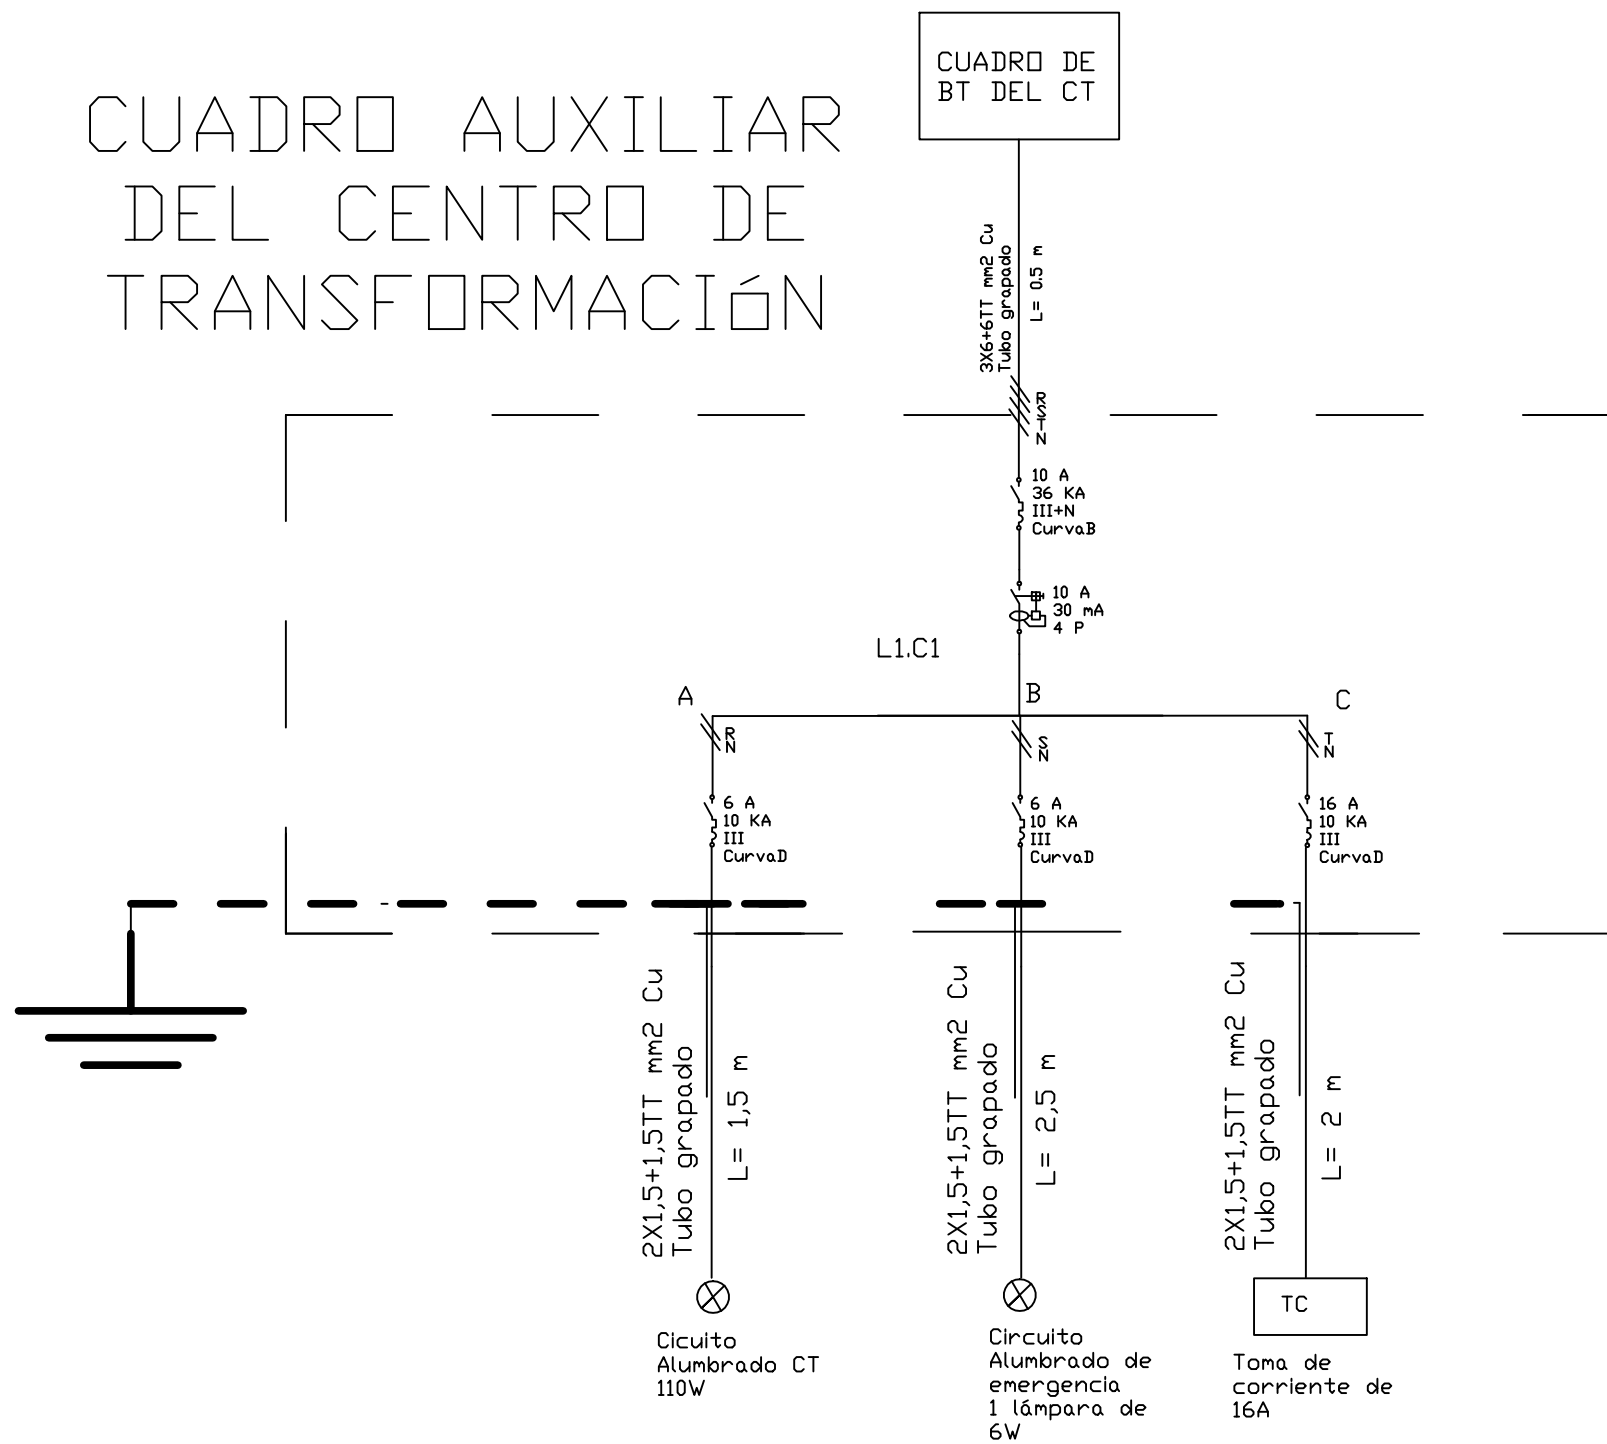 CUADRO DE
BT DEL CT
CUADRO AUXILIAR
DEL CENTRO DE
TRANSFORMACIóN
3X6+6TT mm2 Cu
Tubo grapado
L= 0.5 m
R
S
T
N
10 A
36 KA
III+N
CurvaB
10 A
30 mA
4 P
L1.C1
A
B
C
R
N
S
N
T
N
6 A
10 KA
III
CurvaD
6 A
10 KA
III
CurvaD
16 A
10 KA
III
CurvaD
2X1,5+1,5TT mm2 Cu
Tubo grapado
L= 1,5 m
2X1,5+1,5TT mm2 Cu
Tubo grapado
L= 2,5 m
2X1,5+1,5TT mm2 Cu
Tubo grapado
L= 2 m
TC
Cicuito
Alumbrado CT
110W
Circuito
Alumbrado de
emergencia
1 lámpara de
6W
Toma de
corriente de
16A